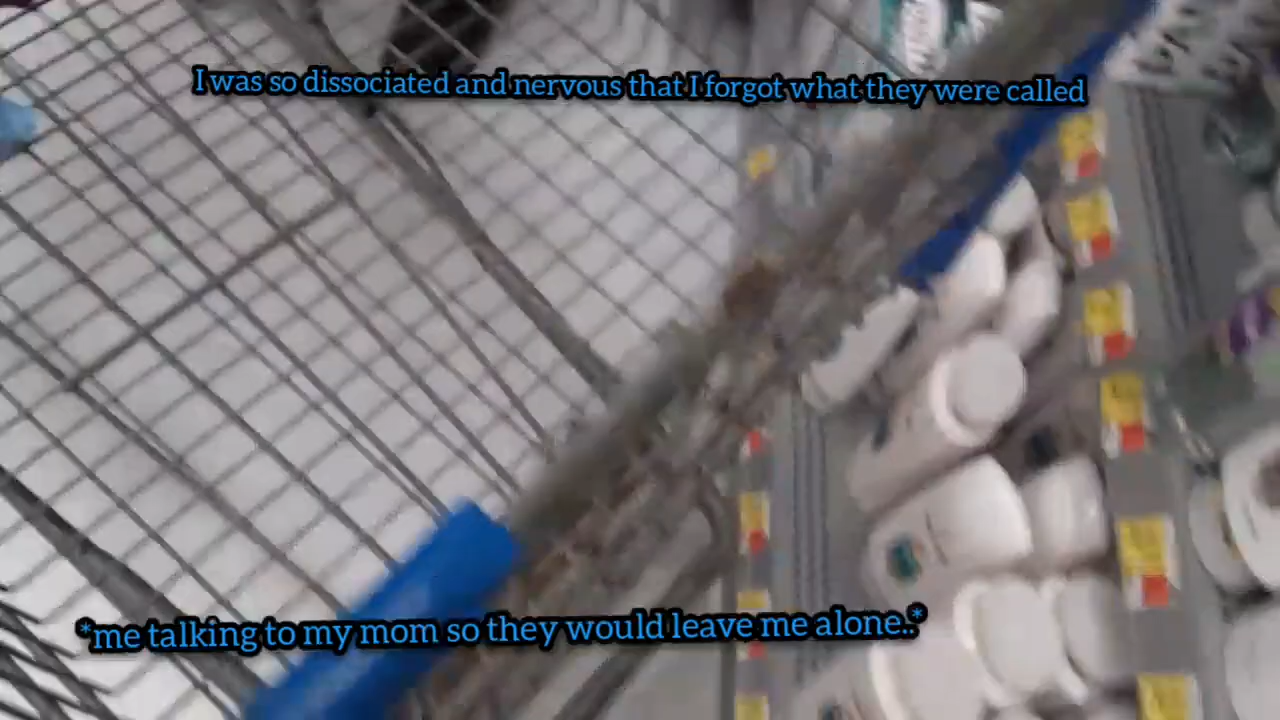 I was so dissociated and nervous that I forgot what they were called
*me talking to my mom so they would leave me alone..*